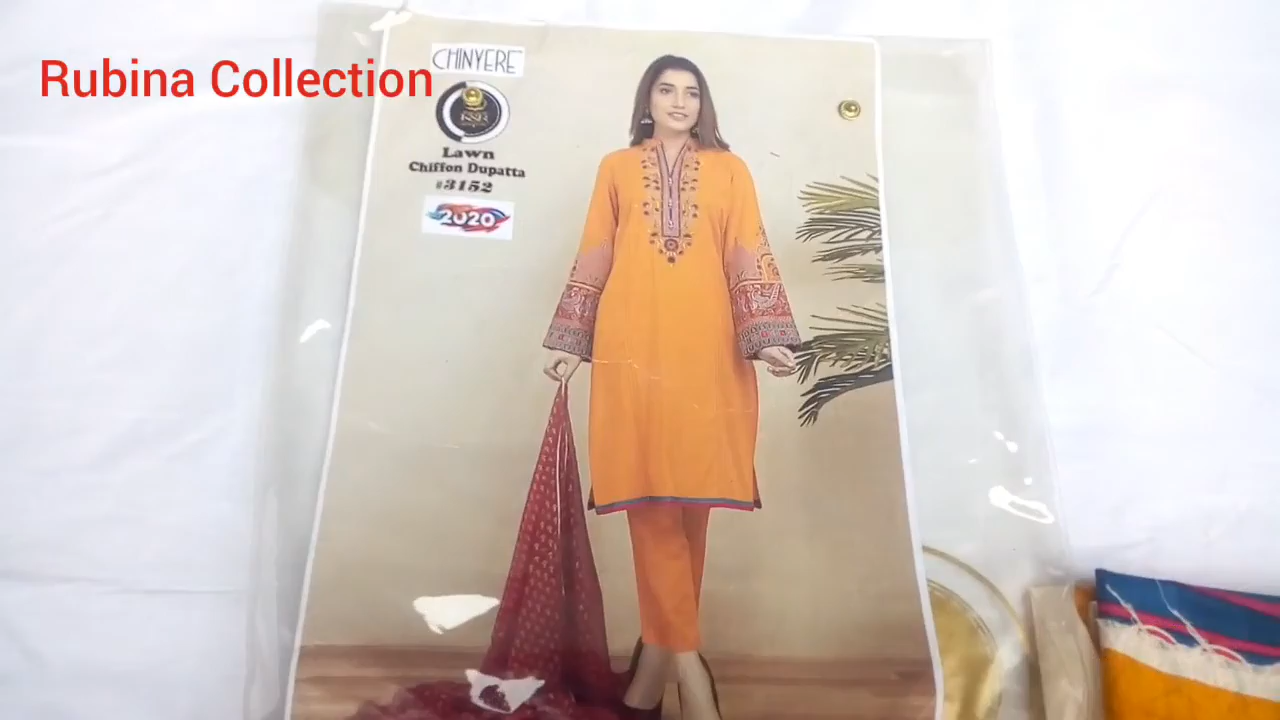 Rubina Collection
CHINYERE
Lawn
Chiffon Dupatta
#3152
2020